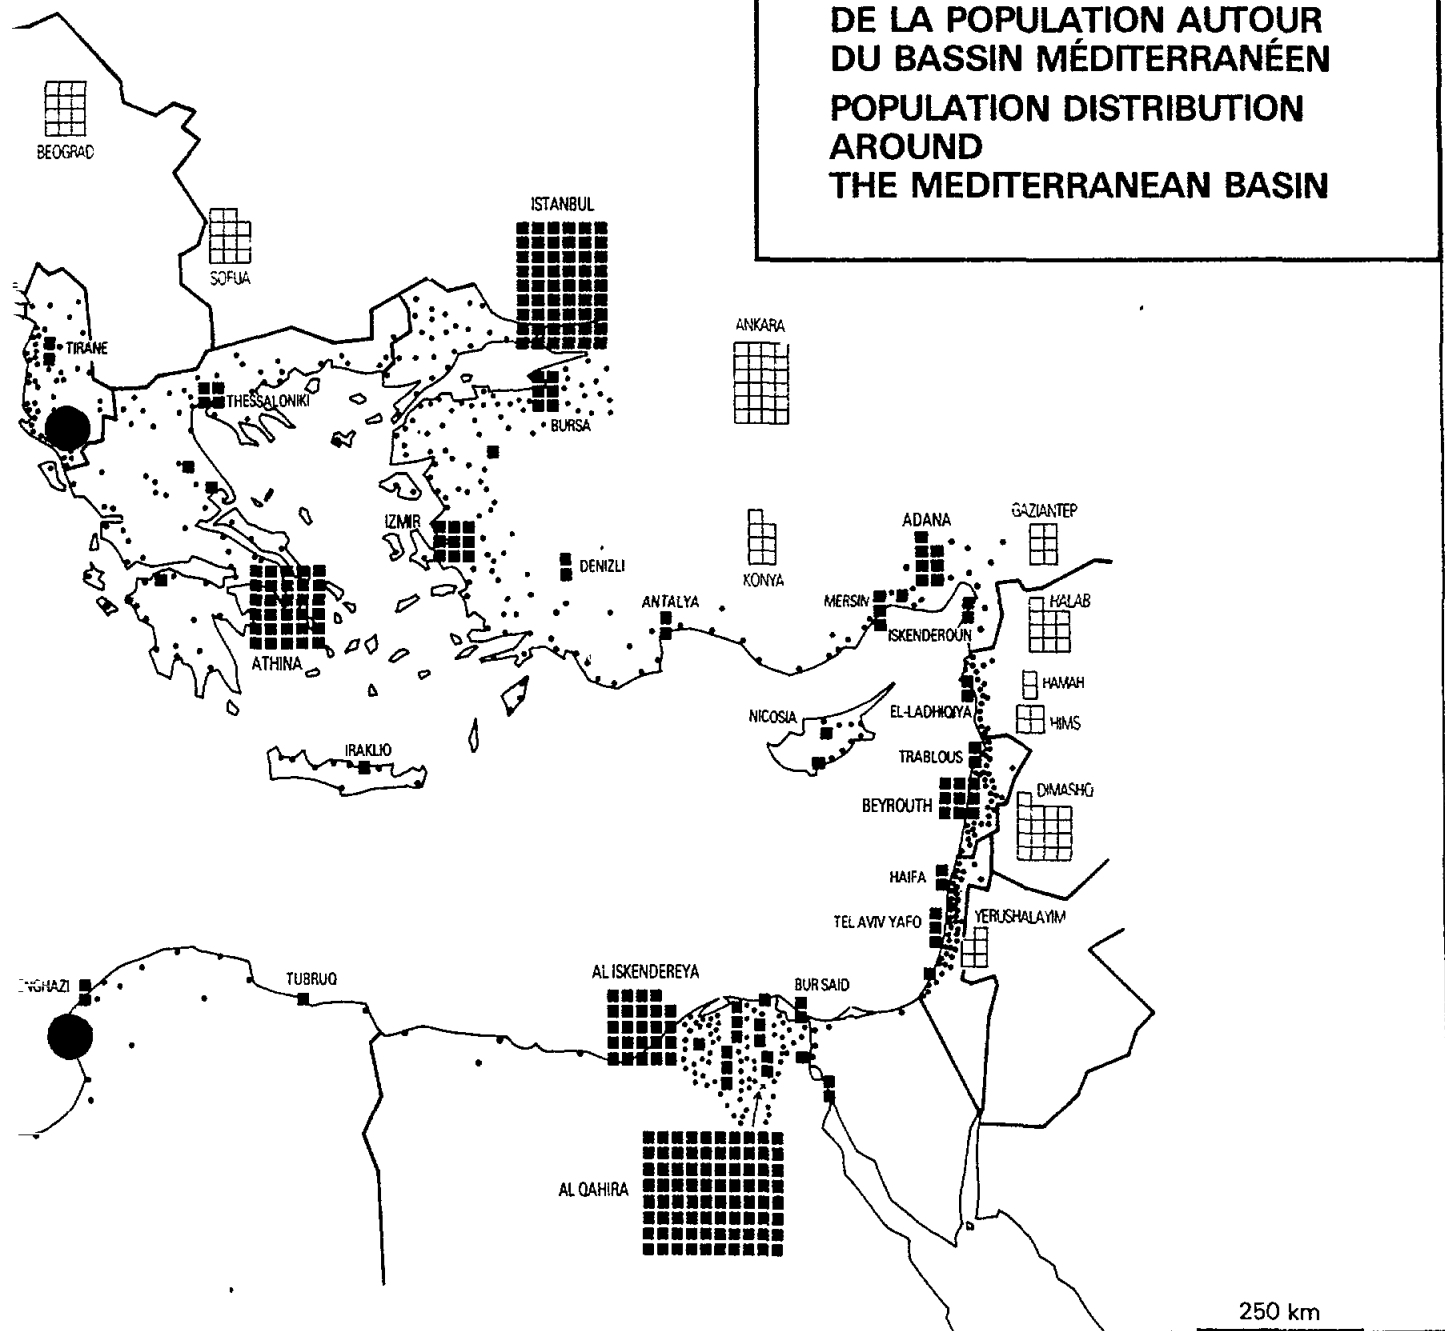 DE LA POPULATION AUTOUR
DU BASSIN MÉDITERRANÉEN
POPULATION DISTRIBUTION
AROUND
THE MEDITERRANEAN BASIN
BEOGRAD
ISTANBUL
SOFIJA
ANKARA
TIRANE
THESSALONIKI
BURSA
IZMIR
ADANA
GAZIANTEP
DENIZLI
KONYA
ANTALYA
MERSIN
HALAB
ISKENDEROUN
ATHINA
HAMAH
NICOSIA
EL-LADHIQIYA
HIMS
IRAKLIO
TRABLOUS
DIMASHQ
BEYROUTH
HAIFA
TEL AVIV YAFO
YERUSHALAYIM
ENGHAZI
TUBRUQ
AL ISKENDEREYA
BUR SAID
AL QAHIRA
250 km